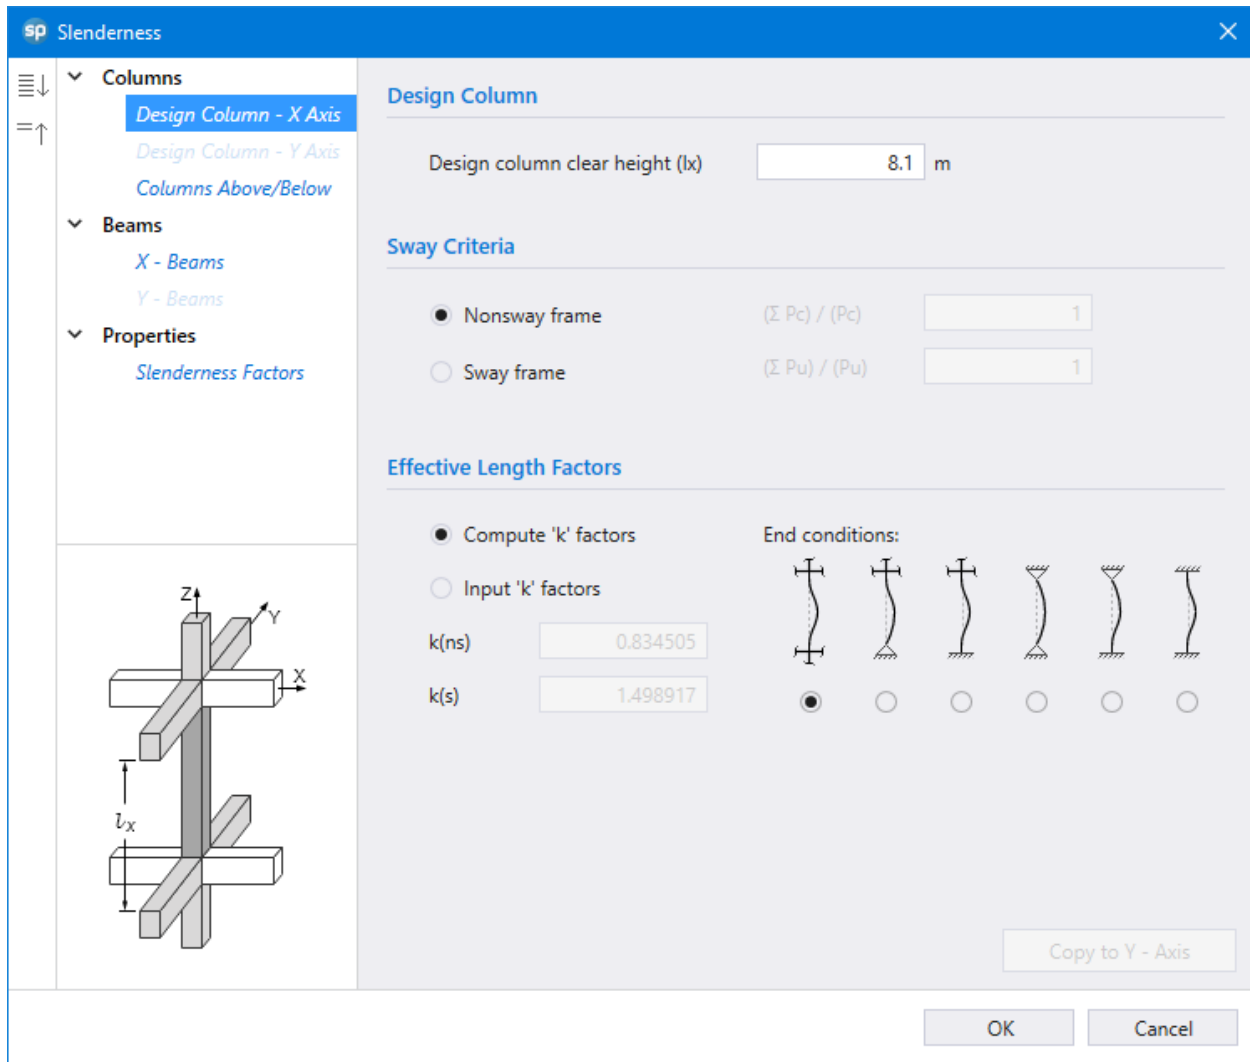 sp Slenderness
Columns
Design Column - X Axis
Design Column - Y Axis
Columns Above/Below
Beams
X - Beams
Y - Beams
Properties
Slenderness Factors
Z
Y
X
lx
Design Column
Design column clear height (lx) 8.1 m
Sway Criteria
Nonsway frame (Σ Pc) / (Pc) 1
Sway frame (Σ Pu) / (Pu) 1
Effective Length Factors
Compute 'k' factors End conditions:
Input 'k' factors
k(ns) 0.834505
k(s) 1.498917
Copy to Y - Axis
OK Cancel